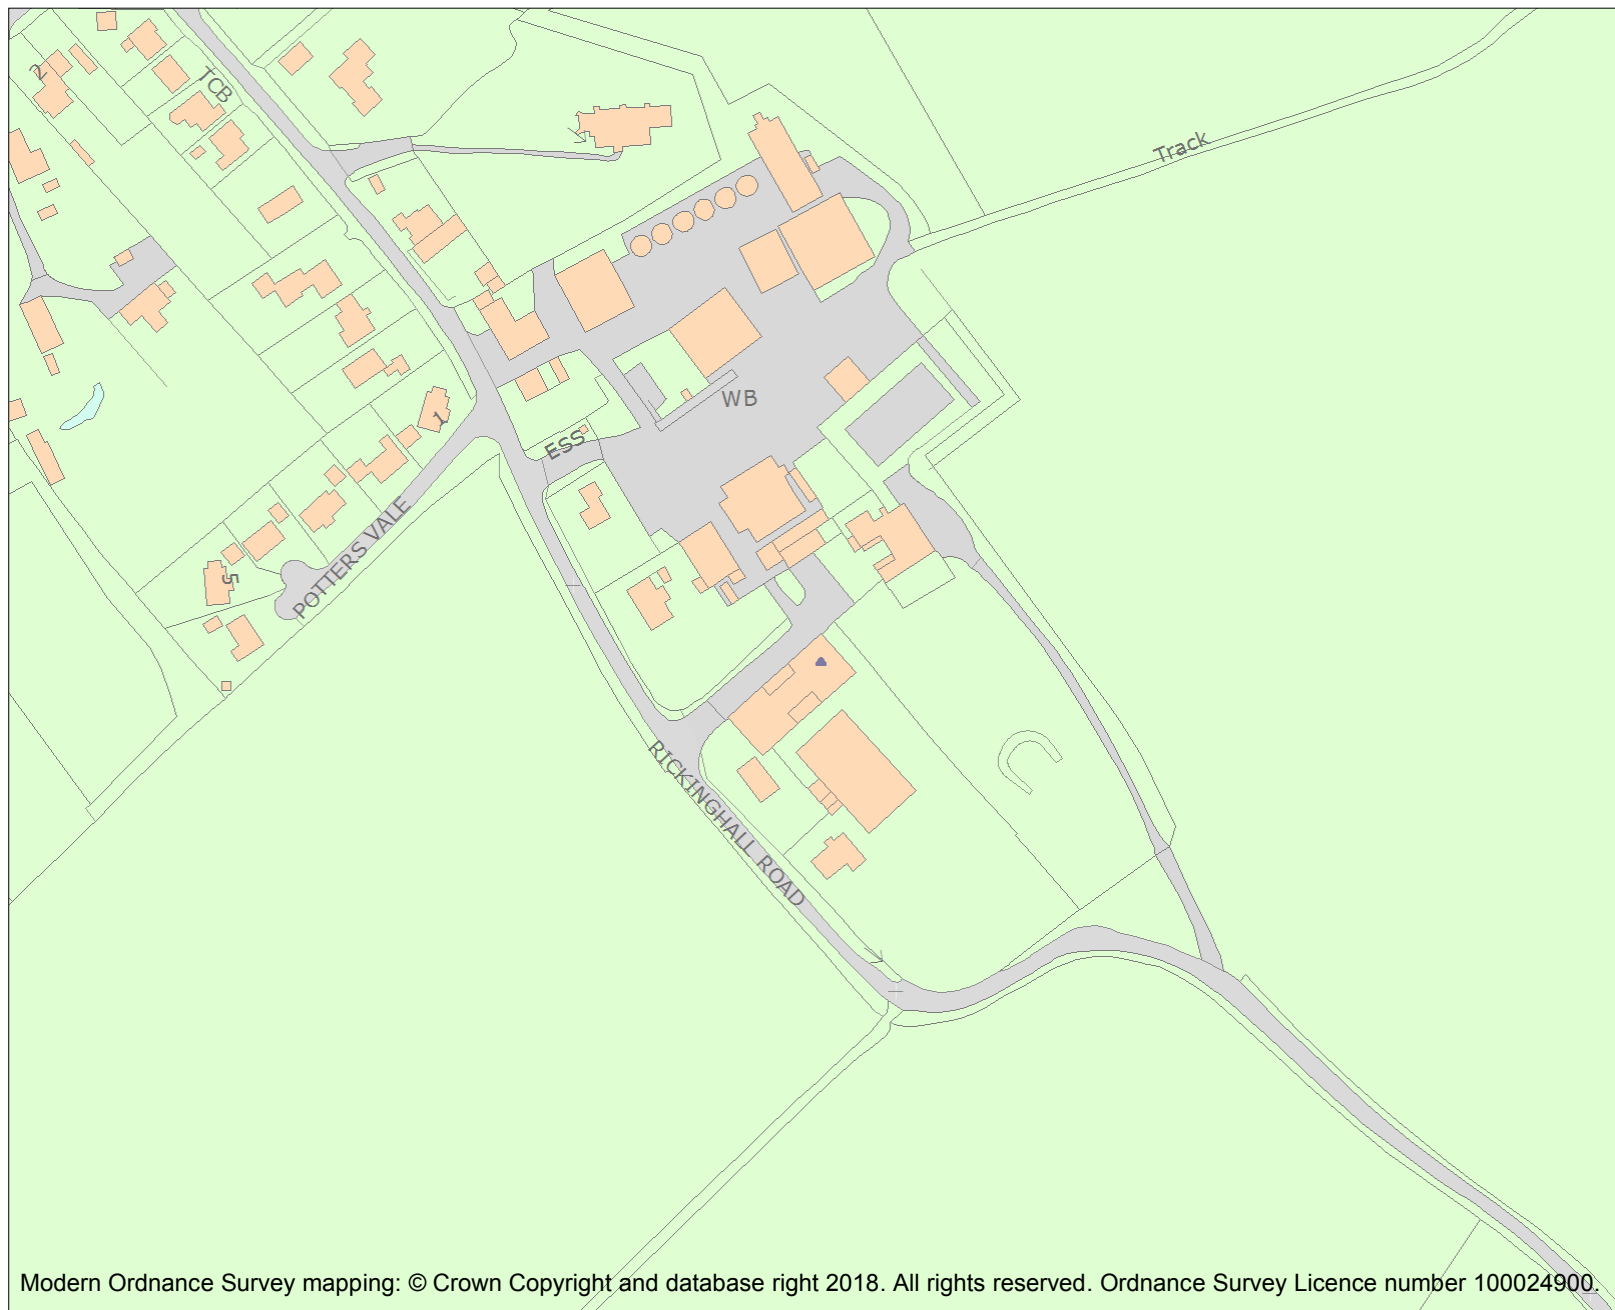 2
TCB
Track
WB
1
ESS
POTTERS VALE
5
RICKINGHALL ROAD
Modern Ordnance Survey mapping: © Crown Copyright and database right 2018. All rights reserved. Ordnance Survey Licence number 100024900.